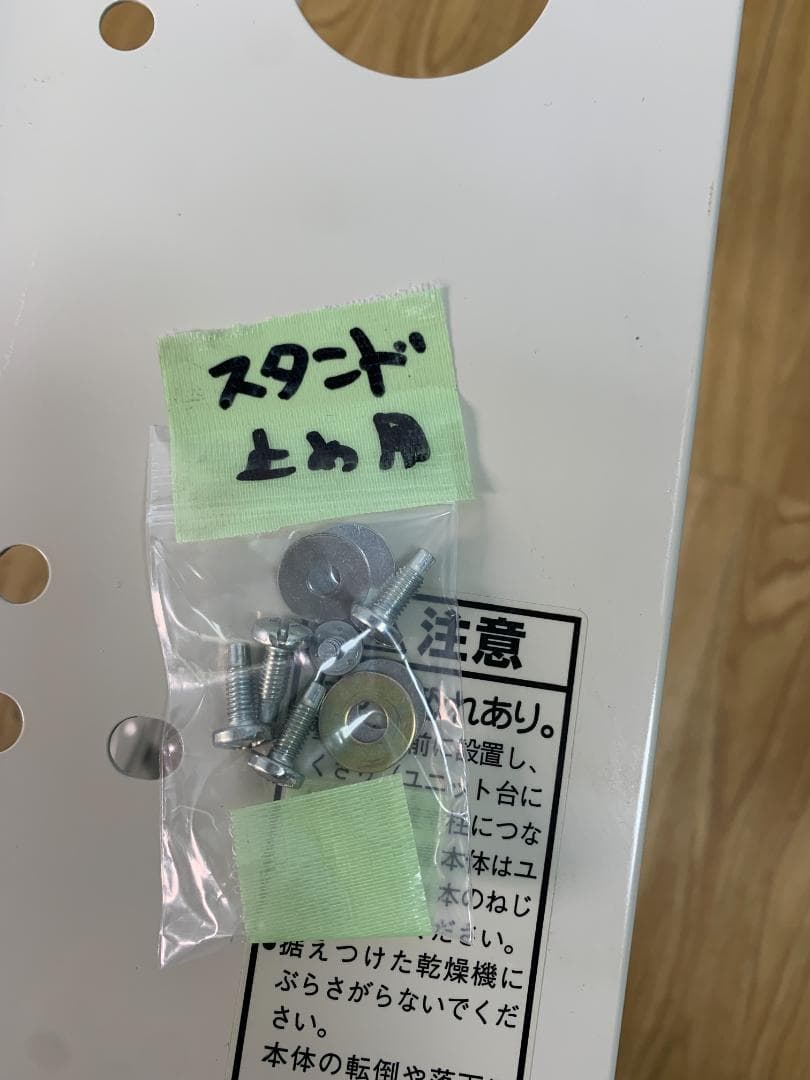 スタンド
止め用
注意
れあり。
前に設置し、
ユニット台に
柱につな
本体はユ
本のねじ
ください。
●据えつけた乾燥機に
ぶらさがらないでくだ
さい。
本体の転倒や落下